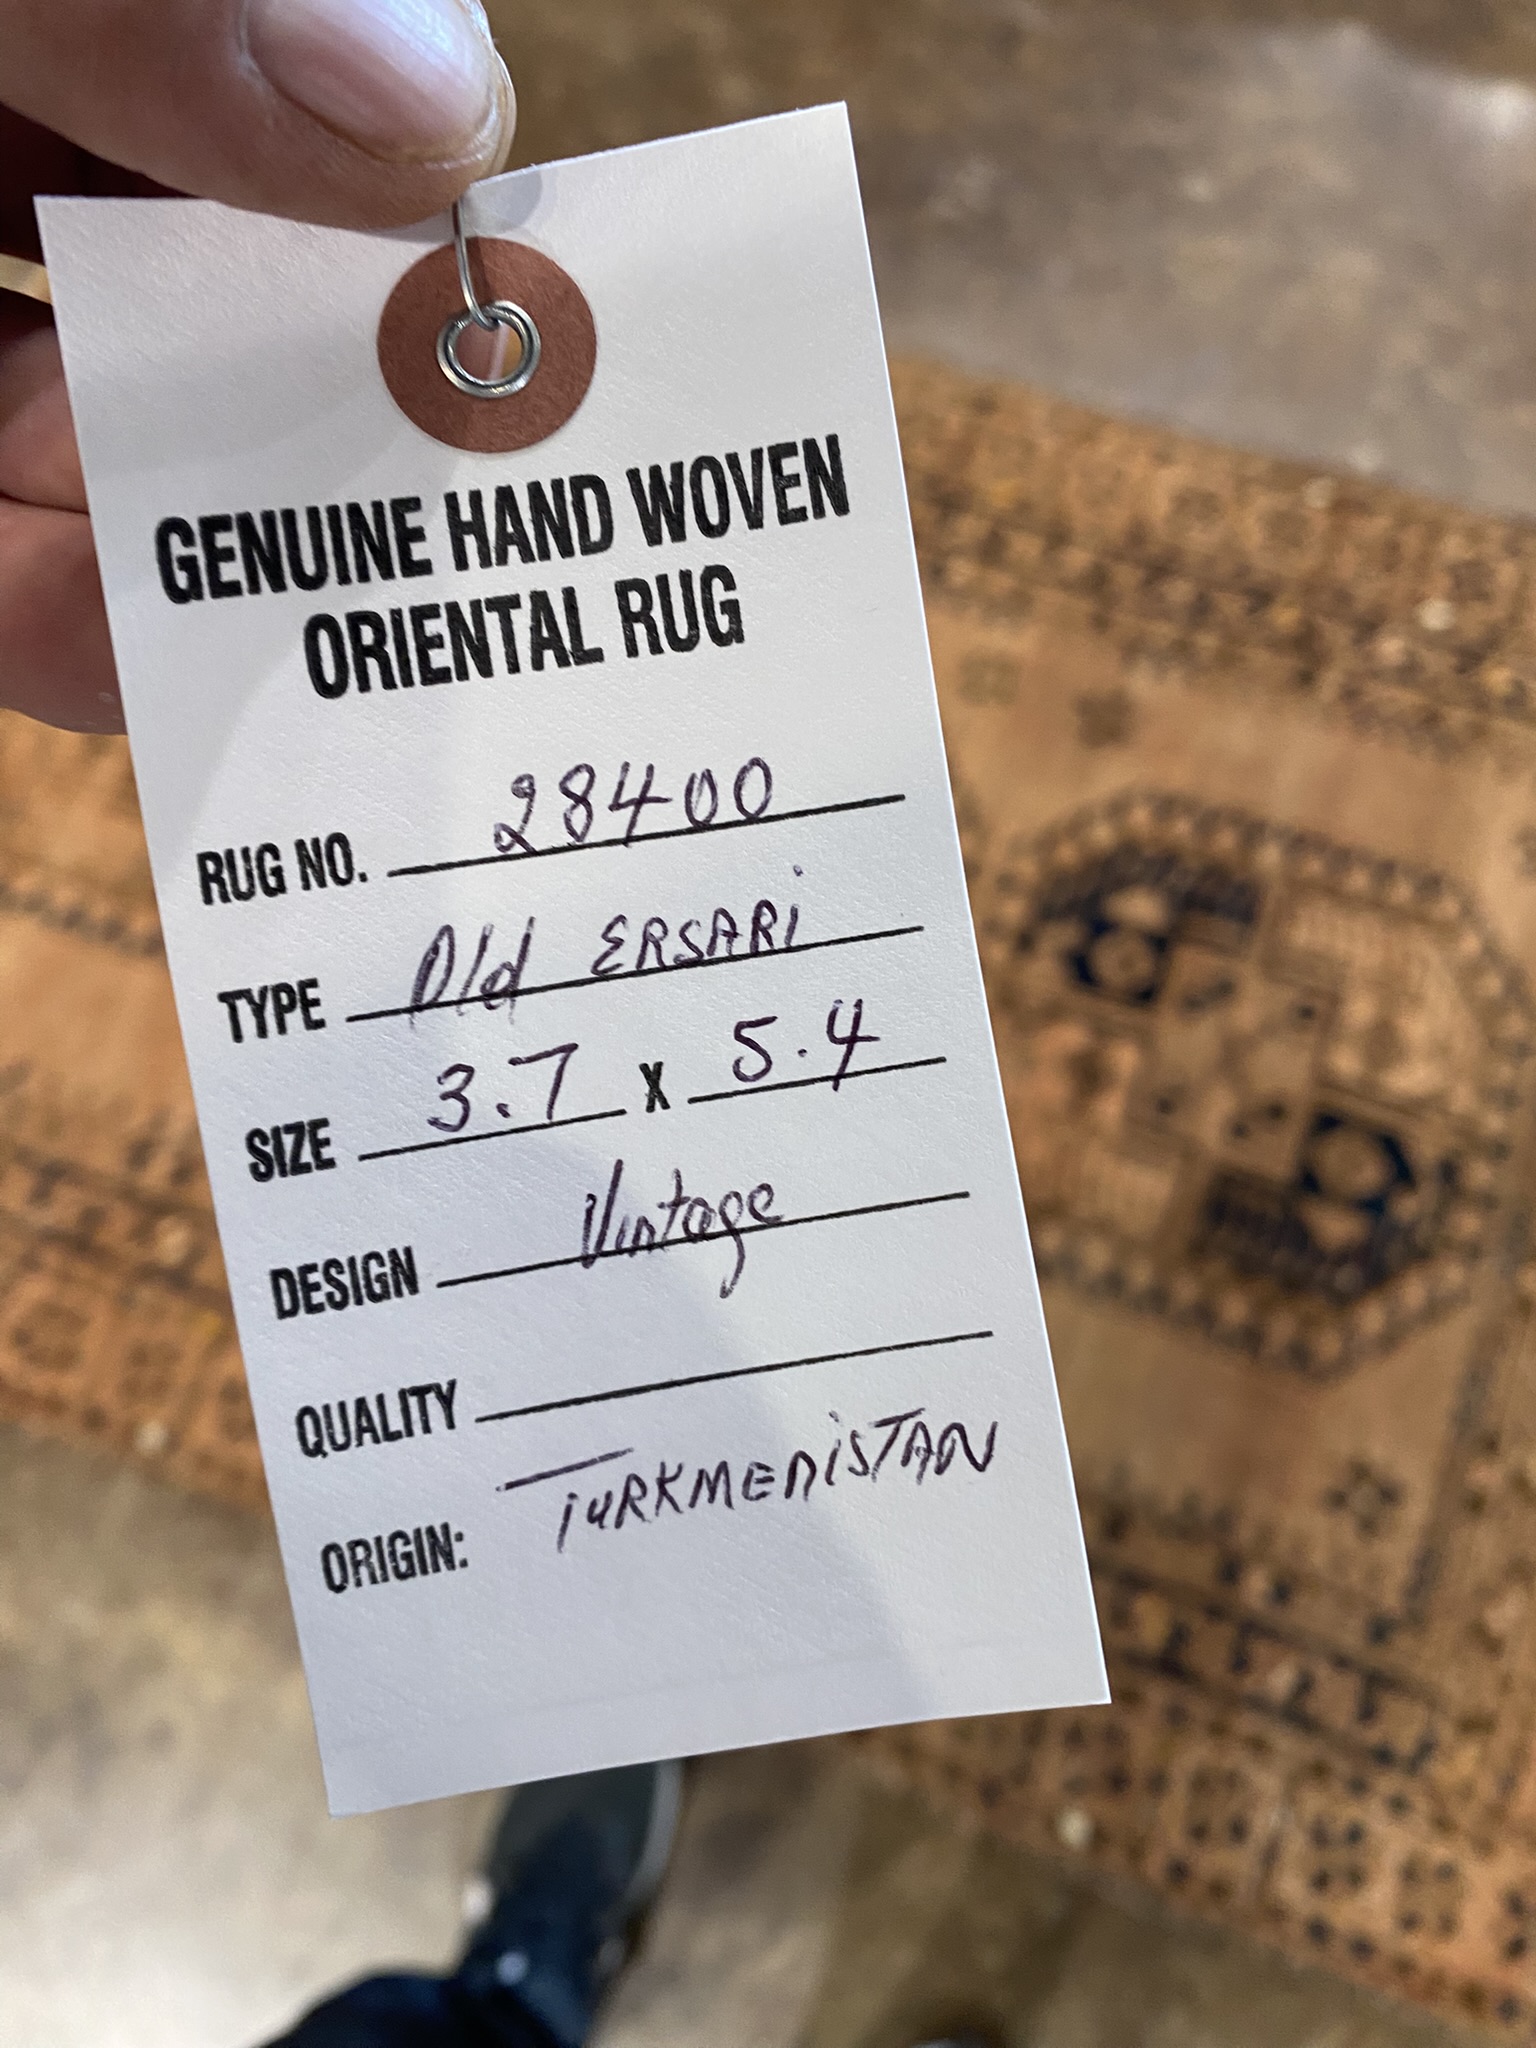 GENUINE HAND WOVEN
ORIENTAL RUG
RUG NO. 28400
TYPE Old ERSARi
SIZE 3.7 X 5.4
DESIGN Vintage
QUALITY
ORIGIN: TuRKMENiSTAN